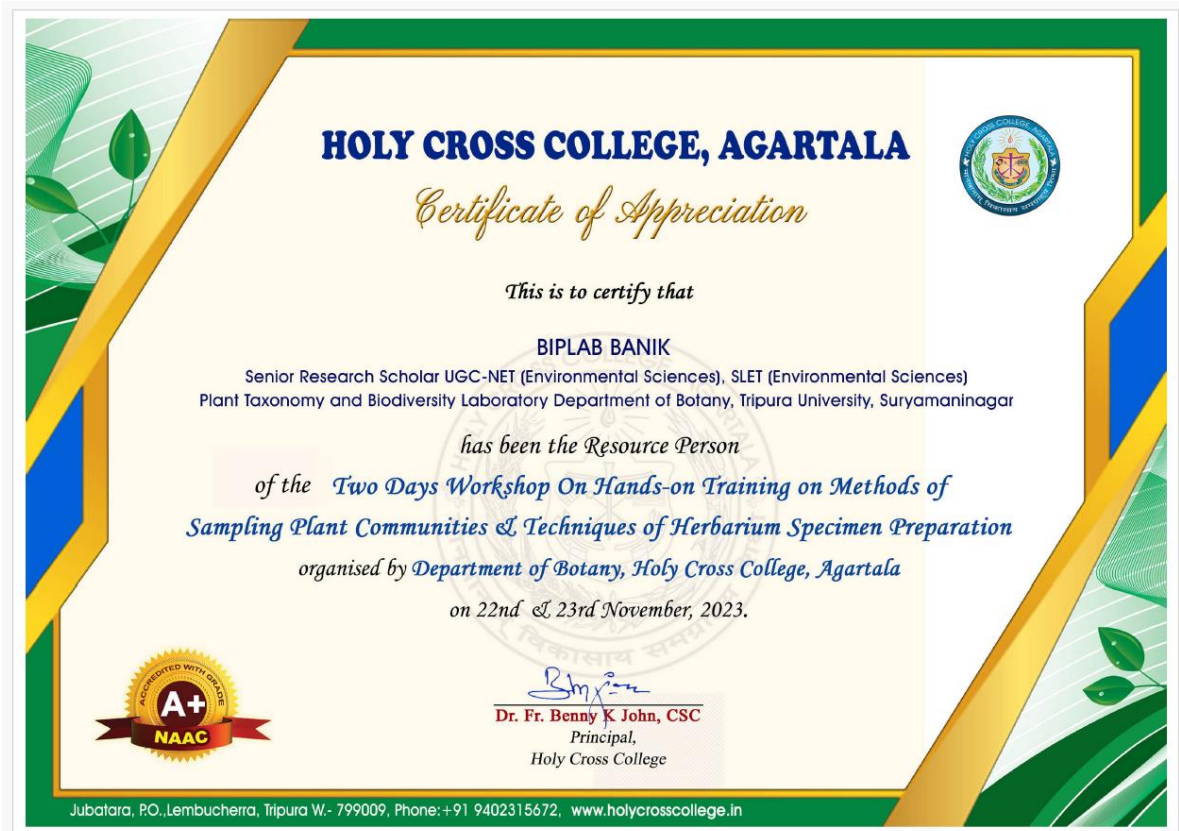 HOLY CROSS COLLEGE, AGARTALA
HOLY CROSS COLLEGE, AGARTALA
Certificate of Appreciation
This is to certify that
BIPLAB BANIK
Senior Research Scholar UGC-NET (Environmental Sciences), SLET (Environmental Sciences)
Plant Taxonomy and Biodiversity Laboratory Department of Botany, Tripura University, Suryamaninagar
has been the Resource Person
of the Two Days Workshop On Hands-on Training on Methods of
Sampling Plant Communities & Techniques of Herbarium Specimen Preparation
organised by Department of Botany, Holy Cross College, Agartala
on 22nd & 23rd November, 2023.
ACCREDITED WITH GRADE
A+
NAAC
Dr. Fr. Benny K John, CSC
Principal,
Holy Cross College
Jubatara, P.O.,Lembucherra, Tripura W.- 799009, Phone:+91 9402315672, www.holycrosscollege.in